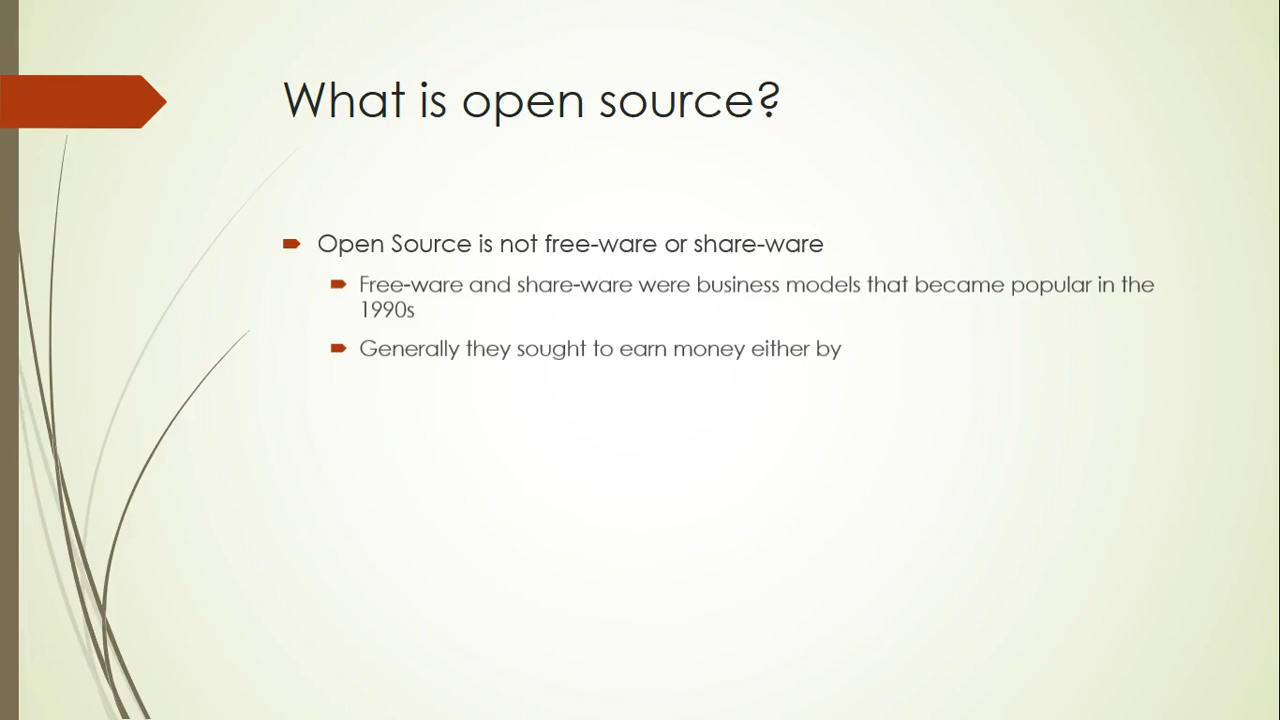 What is open source?
Open Source is not free-ware or share-ware
Free-ware and share-ware were business models that became popular in the
1990s
Generally they sought to earn money either by